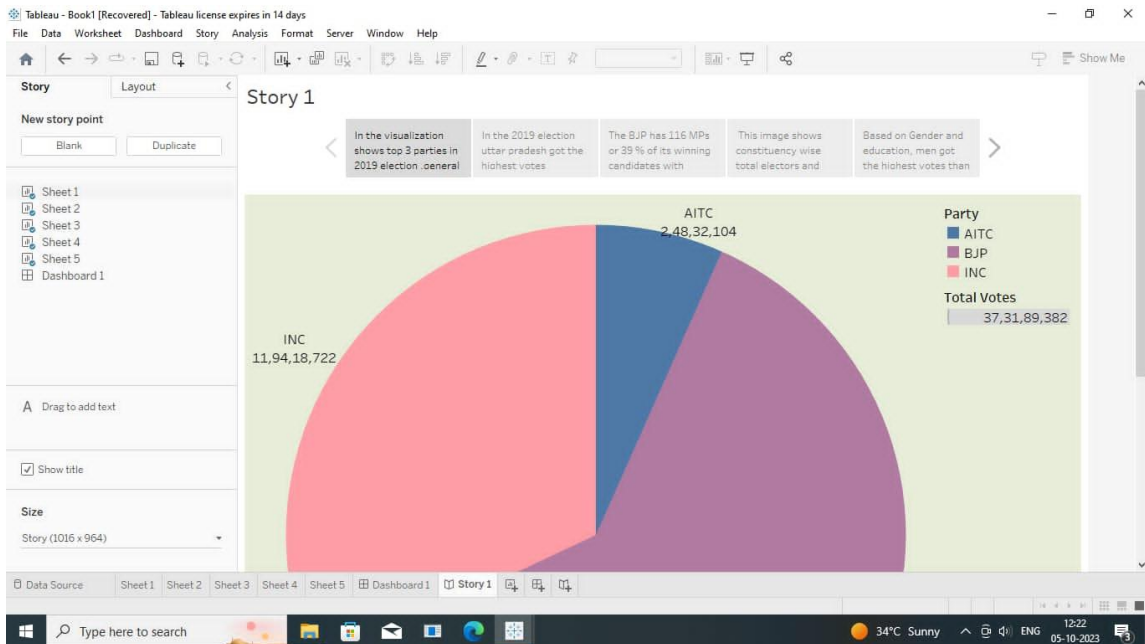 Tableau - Book1 [Recovered] - Tableau license expires in 14 days
File Data Worksheet Dashboard Story Analysis Format Server Window Help
Show Me
Story Layout
Story 1
New story point
Blank Duplicate
In the visualization
shows top 3 parties in
2019 election .general
In the 2019 election
uttar pradesh got the
highest votes
The BJP has 116 MPs
or 39 % of its winning
candidates with
This image shows
constituency wise
total electors and
Based on Gender and
education, men got
the highest votes than
Sheet 1
Sheet 2
Sheet 3
Sheet 4
Sheet 5
Dashboard 1
AITC
2,48,32,104
INC
11,94,18,722
Party
AITC
BJP
INC
Total Votes
37,31,89,382
A Drag to add text
Show title
Size
Story (1016 x 964)
Data Source Sheet 1 Sheet 2 Sheet 3 Sheet 4 Sheet 5 Dashboard 1 Story 1
Type here to search
34°C Sunny
ENG
12:22
05-10-2023
3